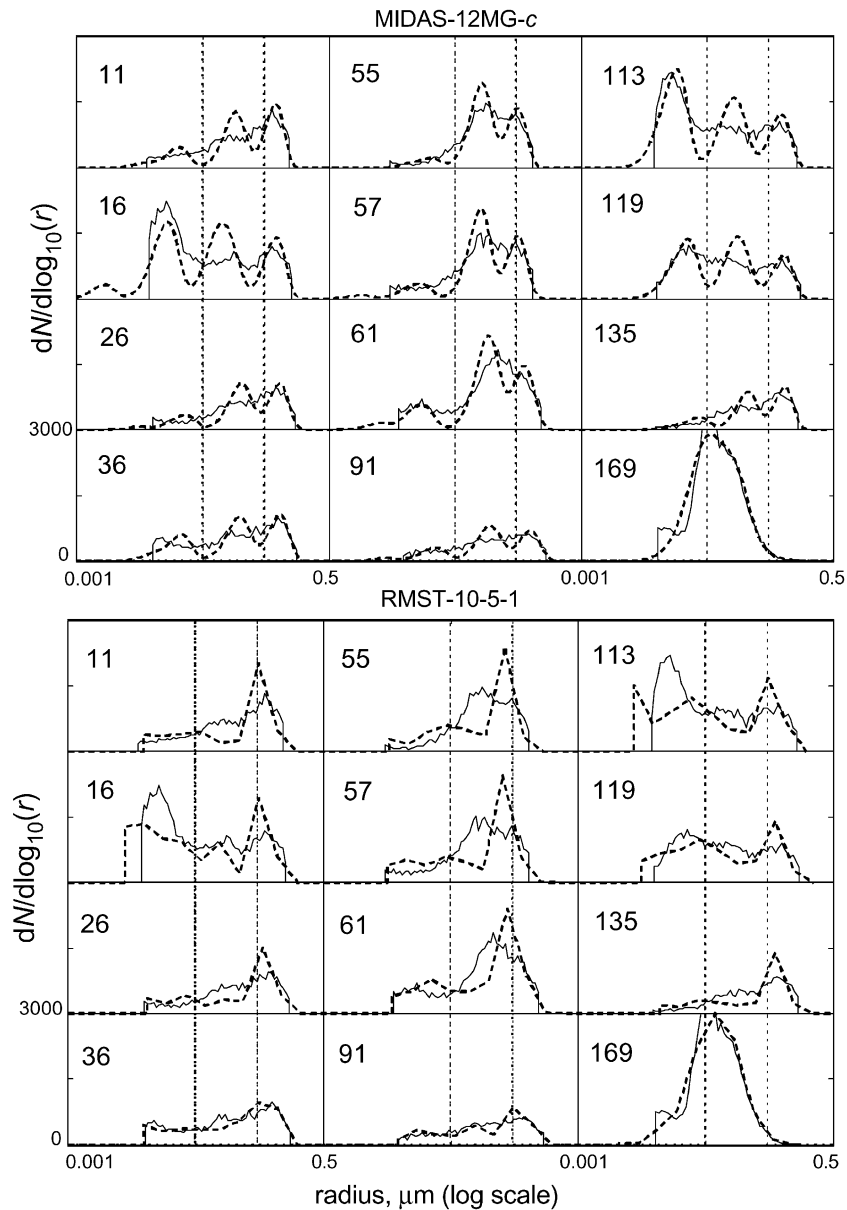 MIDAS-12MG-c
11 55 113
16 57 119
26 61 135
3000
36 91 169
0
dN/dlog10(r)
0.001 0.5 0.001 0.5
RMST-10-5-1
11 55 113
16 57 119
26 61 135
3000
36 91 169
0
dN/dlog10(r)
0.001 0.5 0.001 0.5
radius, μm (log scale)